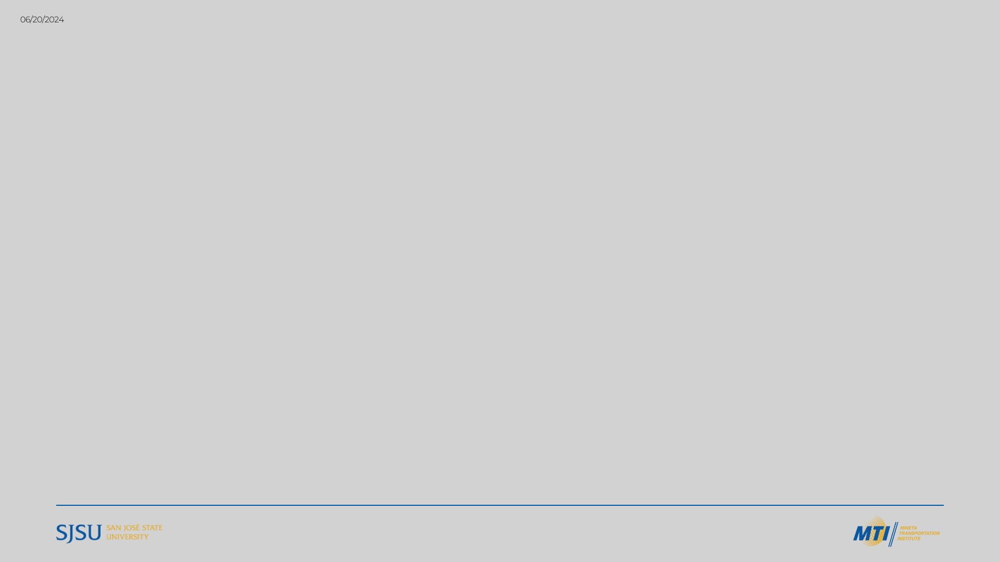 06/20/2024
SJSU SAN JOSÉ STATE
UNIVERSITY
MTI MINETA
TRANSPORTATION
INSTITUTE